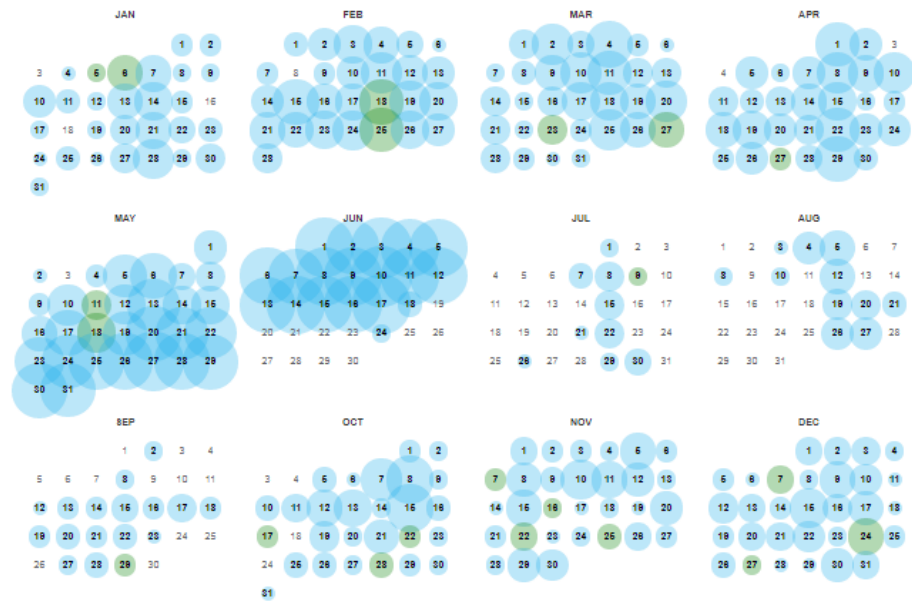 JAN FEB MAR APR
1 2 1 2 3 4 5 6 1 2 3 4 5 6 1 2 3
3 4 5 6 7 8 9 7 8 9 10 11 12 13 7 8 9 10 11 12 13 4 5 6 7 8 9 10
10 11 12 13 14 15 16 14 15 16 17 18 19 20 14 15 16 17 18 19 20 11 12 13 14 15 16 17
17 18 19 20 21 22 23 21 22 23 24 25 26 27 21 22 23 24 25 26 27 18 19 20 21 22 23 24
24 25 26 27 28 29 30 28 28 29 30 31 25 26 27 28 29 30
31
MAY JUN JUL AUG
1 1 2 3 4 5 1 2 3 1 2 3 4 5 6 7
2 3 4 5 6 7 8 6 7 8 9 10 11 12 4 5 6 7 8 9 10 8 9 10 11 12 13 14
9 10 11 12 13 14 15 13 14 15 16 17 18 19 11 12 13 14 15 16 17 15 16 17 18 19 20 21
16 17 18 19 20 21 22 20 21 22 23 24 25 26 18 19 20 21 22 23 24 22 23 24 25 26 27 28
23 24 25 26 27 28 29 27 28 29 30 25 26 27 28 29 30 31 29 30 31
30 31
SEP OCT NOV DEC
1 2 3 4 1 2 1 2 3 4 5 6 1 2 3 4
5 6 7 8 9 10 11 3 4 5 6 7 8 9 7 8 9 10 11 12 13 5 6 7 8 9 10 11
12 13 14 15 16 17 18 10 11 12 13 14 15 16 14 15 16 17 18 19 20 12 13 14 15 16 17 18
19 20 21 22 23 24 25 17 18 19 20 21 22 23 21 22 23 24 25 26 27 19 20 21 22 23 24 25
26 27 28 29 30 24 25 26 27 28 29 30 28 29 30 26 27 28 29 30 31
31